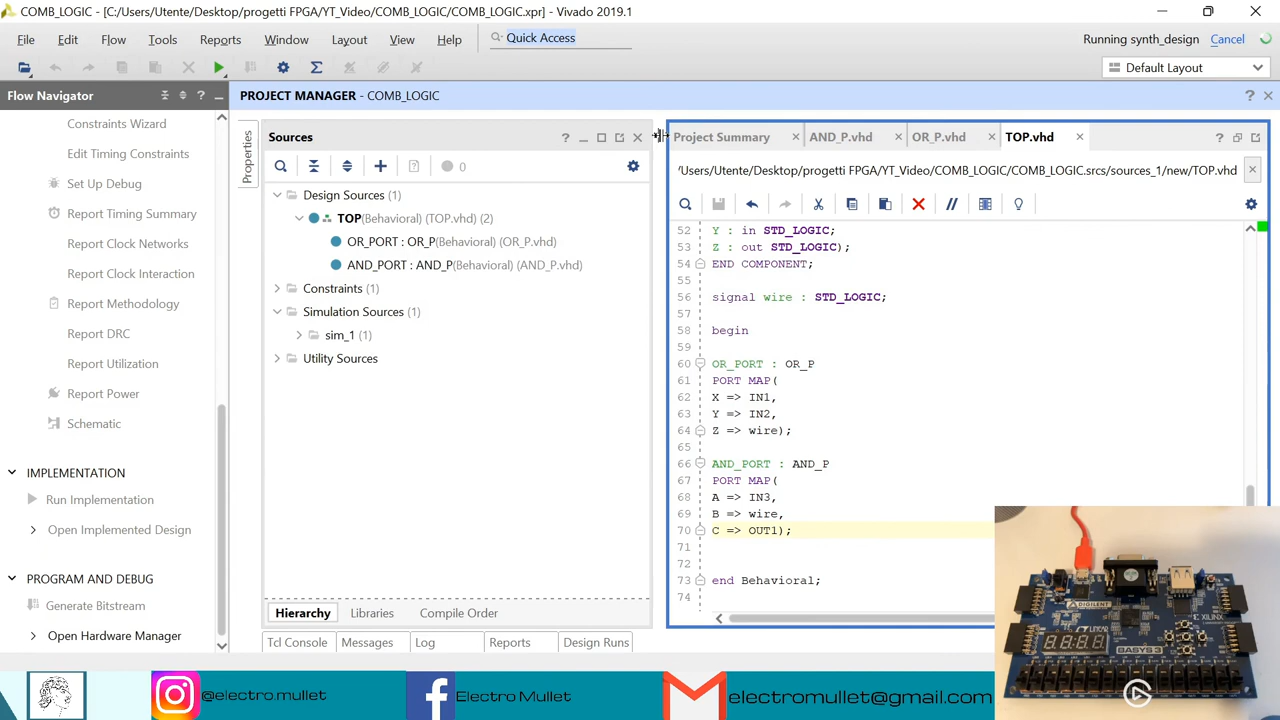 COMB_LOGIC - [C:/Users/Utente/Desktop/progetti FPGA/YT_Video/COMB_LOGIC/COMB_LOGIC.xpr] - Vivado 2019.1
File Edit Flow Tools Reports Window Layout View Help Quick Access Running synth_design Cancel
Default Layout
Flow Navigator
PROJECT MANAGER - COMB_LOGIC
Constraints Wizard
Edit Timing Constraints
Set Up Debug
Report Timing Summary
Report Clock Networks
Report Clock Interaction
Report Methodology
Report DRC
Report Utilization
Report Power
Schematic
IMPLEMENTATION
Run Implementation
Open Implemented Design
PROGRAM AND DEBUG
Generate Bitstream
Open Hardware Manager
Properties
Sources
0
Design Sources (1)
TOP(Behavioral) (TOP.vhd) (2)
OR_PORT : OR_P(Behavioral) (OR_P.vhd)
AND_PORT : AND_P(Behavioral) (AND_P.vhd)
Constraints (1)
Simulation Sources (1)
sim_1 (1)
Utility Sources
Hierarchy Libraries Compile Order
Tcl Console Messages Log Reports Design Runs
Project Summary AND_P.vhd OR_P.vhd TOP.vhd
/Users/Utente/Desktop/progetti FPGA/YT_Video/COMB_LOGIC/COMB_LOGIC.srcs/sources_1/new/TOP.vhd
52 Y : in STD_LOGIC;
53 Z : out STD_LOGIC);
54 END COMPONENT;
55
56 signal wire : STD_LOGIC;
57
58 begin
59
60 OR_PORT : OR_P
61 PORT MAP(
62 X => IN1,
63 Y => IN2,
64 Z => wire);
65
66 AND_PORT : AND_P
67 PORT MAP(
68 A => IN3,
69 B => wire,
70 C => OUT1);
71
72
73 end Behavioral;
74
DIGILENT
XILINX
BASYS 3
@electro.mullet
Electro Mullet
electromullet@gmail.com